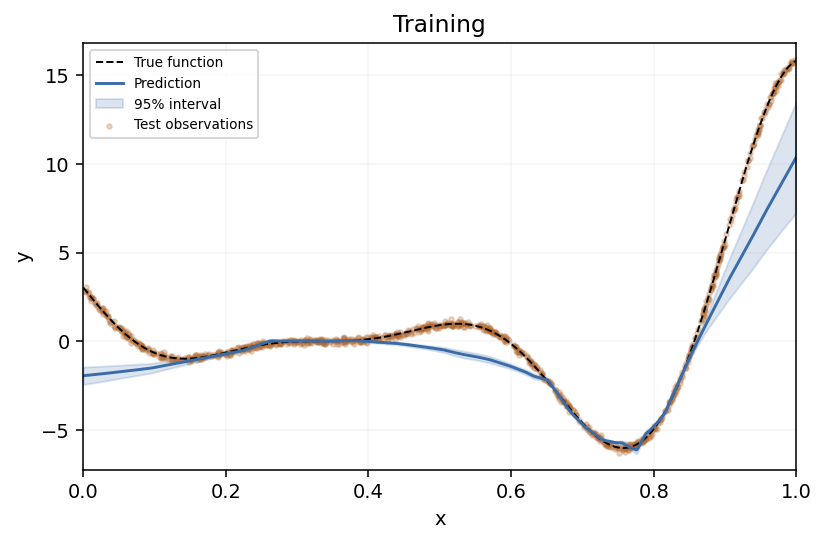 Training
True function
Prediction
95% interval
Test observations
y
15
10
5
0
−5
0.0 0.2 0.4 0.6 0.8 1.0
x